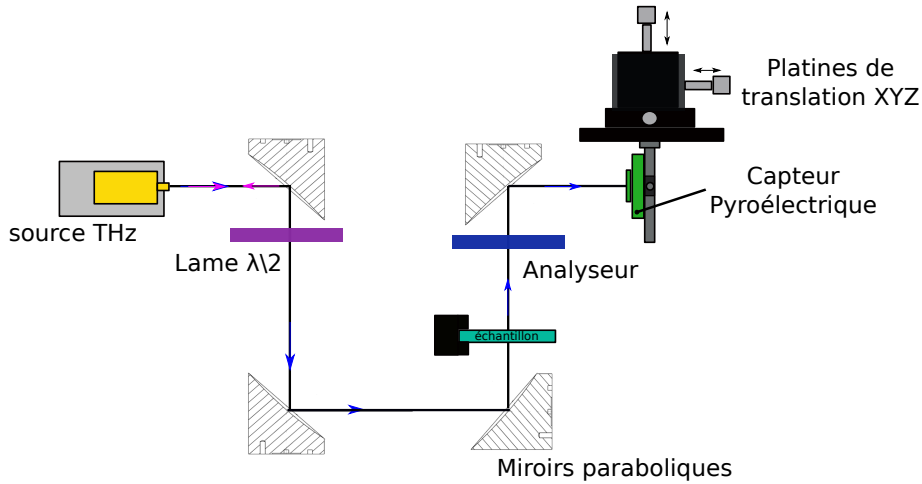 Platines de
translation XYZ
source THz
Capteur
Pyroélectrique
Lame λ\2
Analyseur
échantillon
Miroirs paraboliques